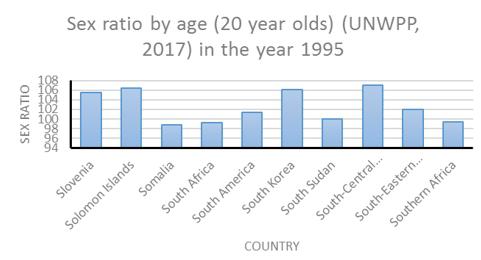 Sex ratio by age (20 year olds) (UNWPP,
2017) in the year 1995
SEX RATIO
108
106
104
102
100
98
96
94
Slovenia
Solomon Islands
Somalia
South Africa
South America
South Korea
South Sudan
South-Central...
South-Eastern...
Southern Africa
COUNTRY